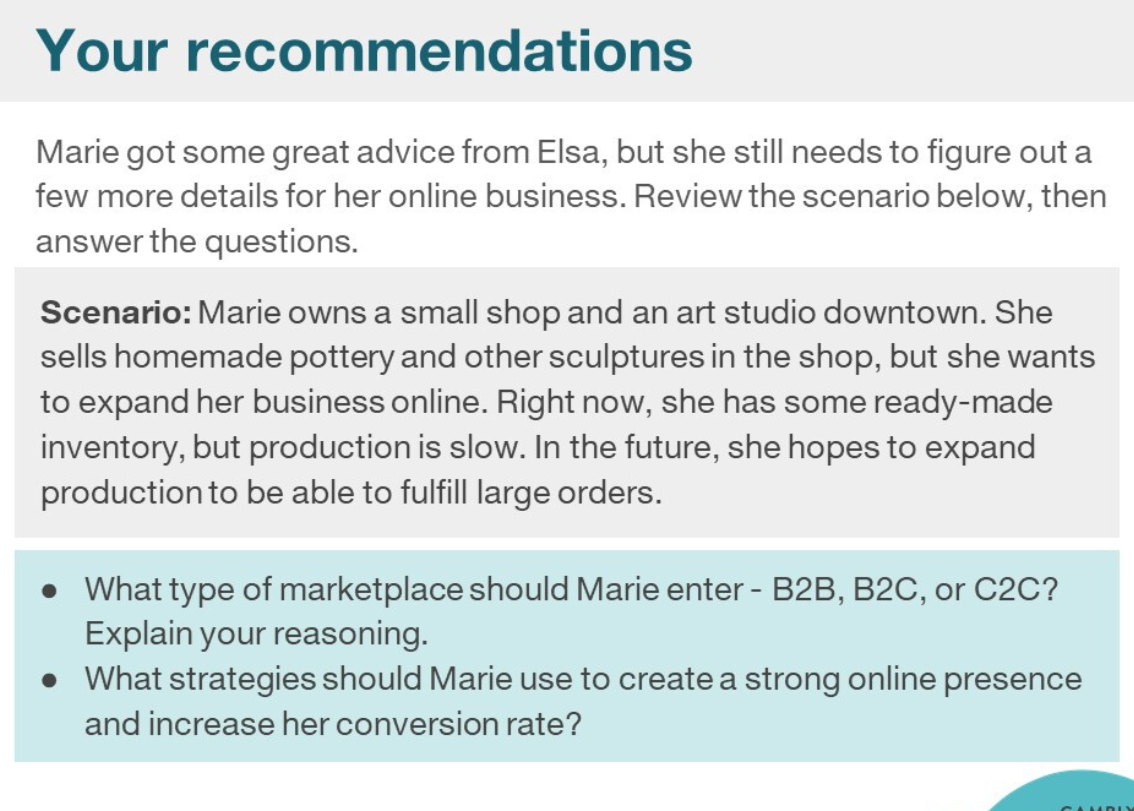 Your recommendations
Marie got some great advice from Elsa, but she still needs to figure out a
few more details for her online business. Review the scenario below, then
answer the questions.
Scenario: Marie owns a small shop and an art studio downtown. She
sells homemade pottery and other sculptures in the shop, but she wants
to expand her business online. Right now, she has some ready-made
inventory, but production is slow. In the future, she hopes to expand
production to be able to fulfill large orders.
● What type of marketplace should Marie enter - B2B, B2C, or C2C?
Explain your reasoning.
● What strategies should Marie use to create a strong online presence
and increase her conversion rate?